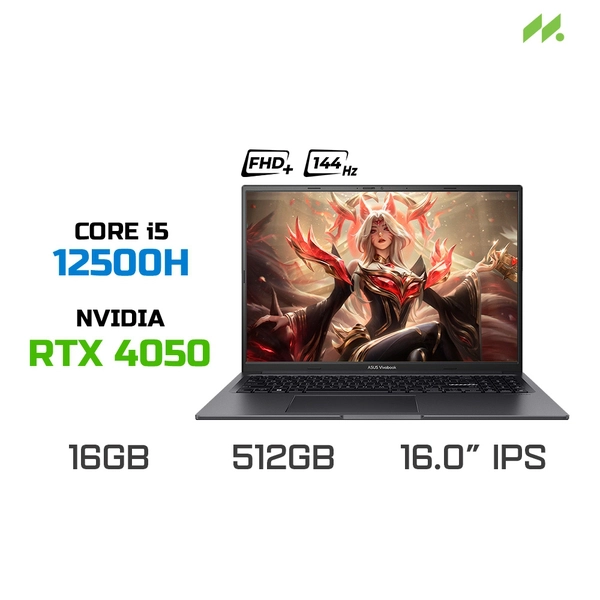 FHD+ 144Hz
CORE i5
12500H
NVIDIA
RTX 4050
ASUS Vivobook
16GB 512GB 16.0” IPS